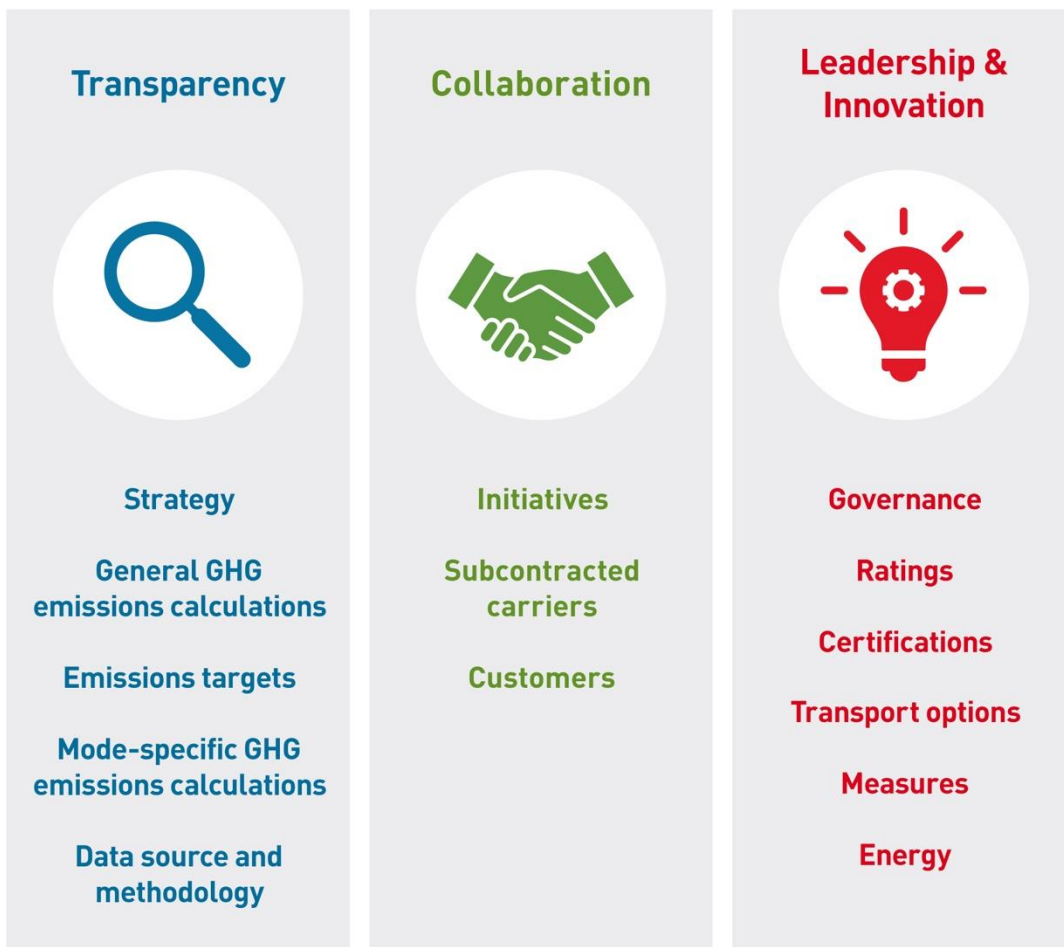 Transparency
Strategy
General GHG
emissions calculations
Emissions targets
Mode-specific GHG
emissions calculations
Data source and
methodology
Collaboration
Initiatives
Subcontracted
carriers
Customers
Leadership &
Innovation
Governance
Ratings
Certifications
Transport options
Measures
Energy